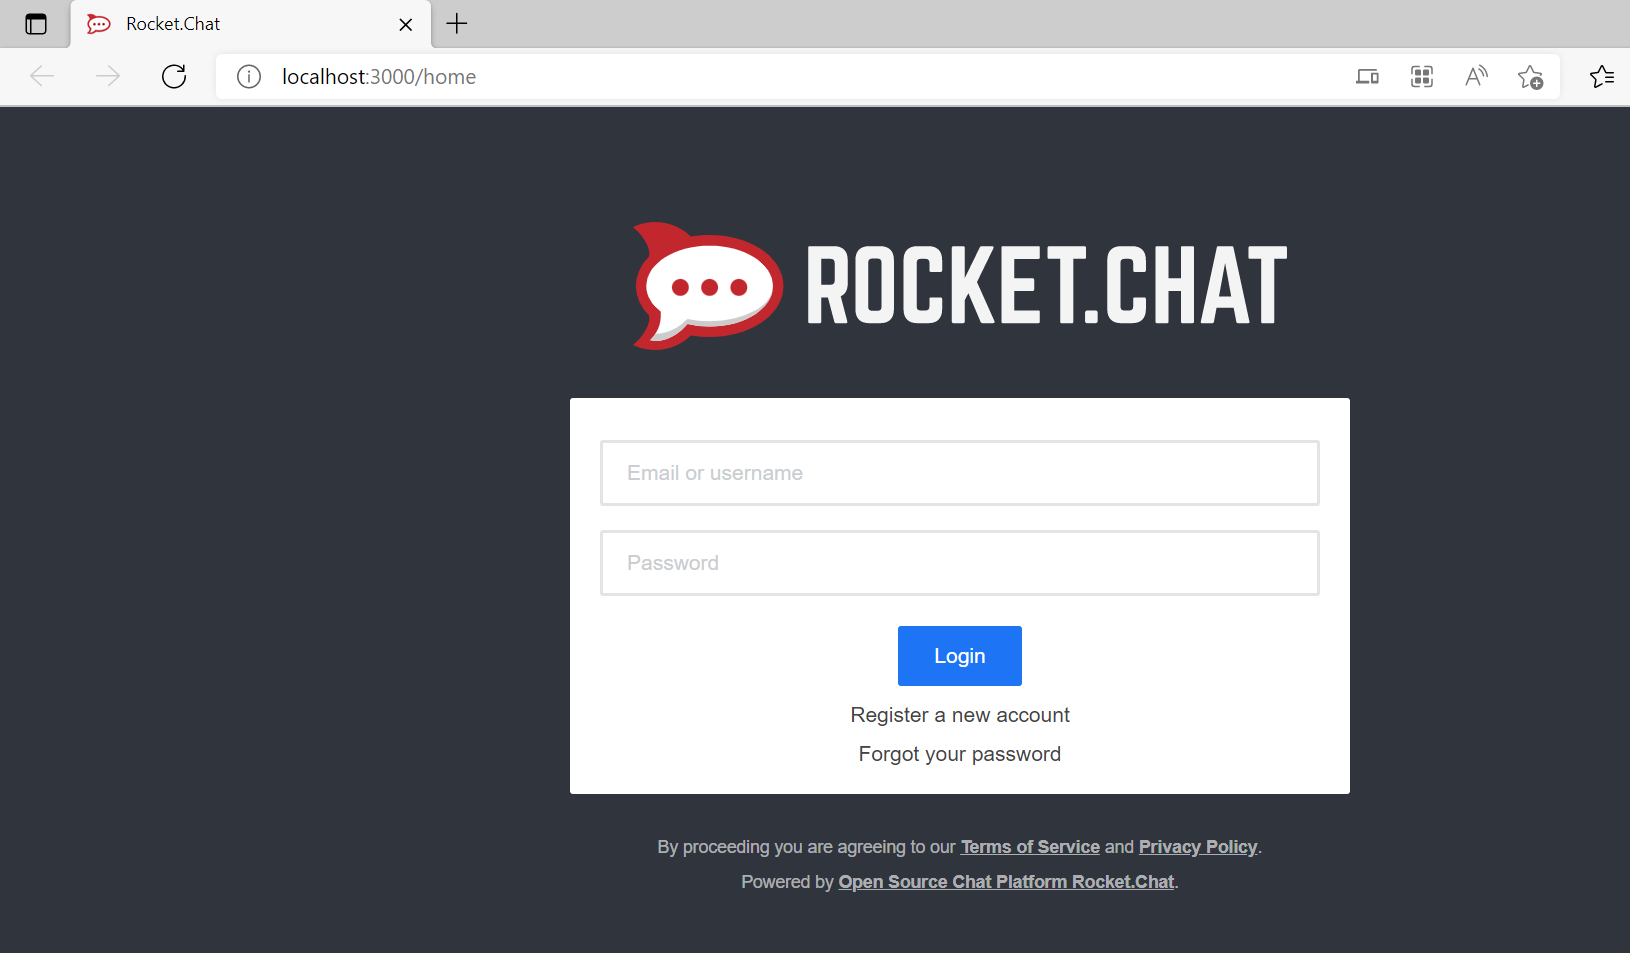 Rocket.Chat
localhost:3000/home
ROCKET.CHAT
Email or username
Password
Login
Register a new account
Forgot your password
By proceeding you are agreeing to our Terms of Service and Privacy Policy.
Powered by Open Source Chat Platform Rocket.Chat.